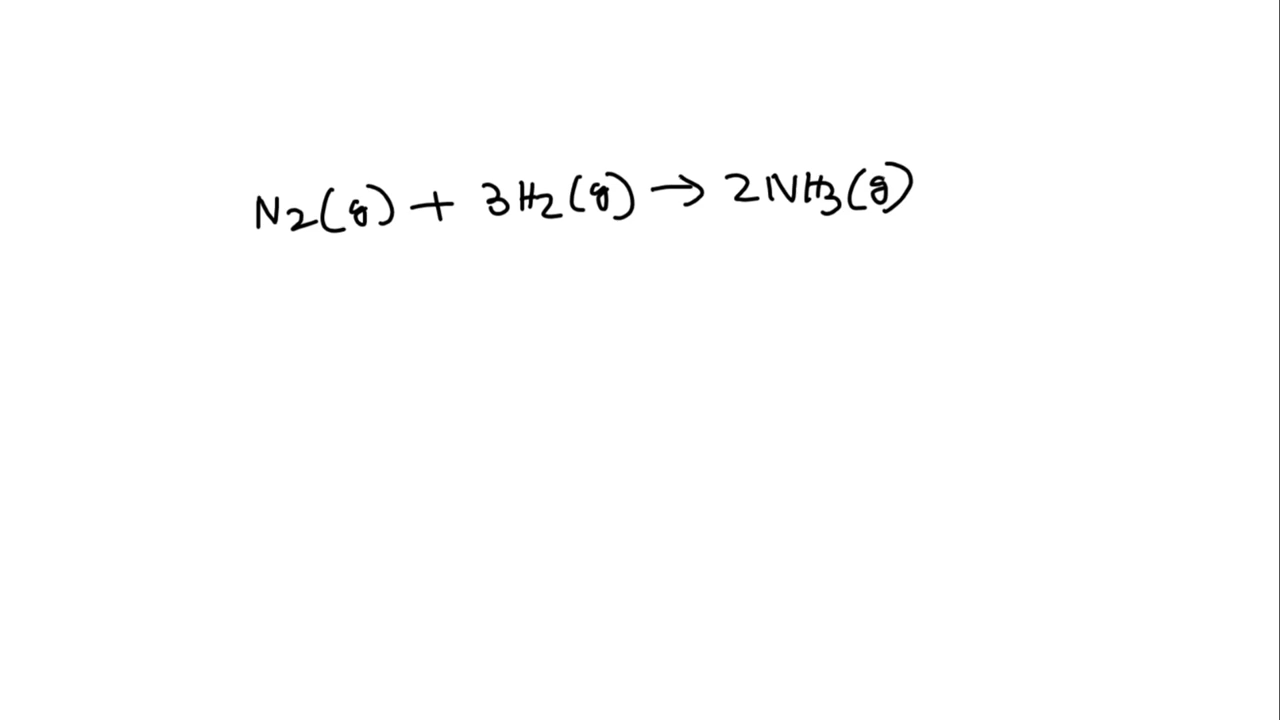 N2(g) + 3H2(g) → 2NH3(g)